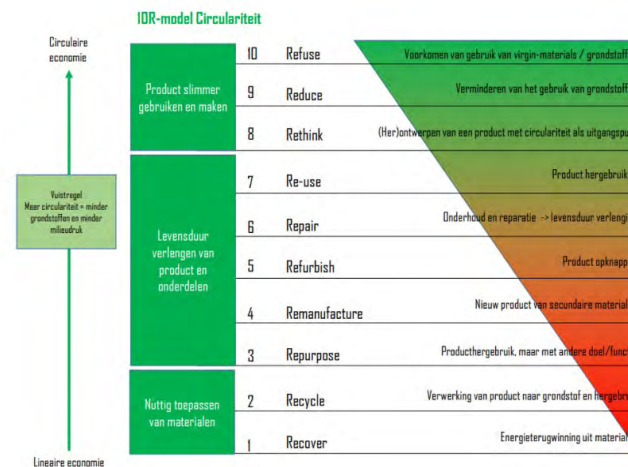 10R-model Circulariteit
Circulaire
economie
Vuistregel
Meer circulariteit = minder
grondstoffen en minder
milieudruk
Lineaire economie
Product slimmer
gebruiken en maken
Levensduur
verlengen van
product en
onderdelen
Nuttig toepassen
van materialen
10 Refuse Voorkomen van gebruik van virgin-materials / grondstoff
9 Reduce Verminderen van het gebruik van grondstof
8 Rethink (Her)ontwerpen van een product met circulariteit als uitgangspu
7 Re-use Product hergebruik
6 Repair Onderhoud en reparatie -> levensduur verlengi
5 Refurbish Product opknapp
4 Remanufacture Nieuw product van secundaire material
3 Repurpose Producthergebruik, maar met andere doel/funct
2 Recycle Verwerking van product naar grondstof en hergebru
1 Recover Energieterugwinning uit material